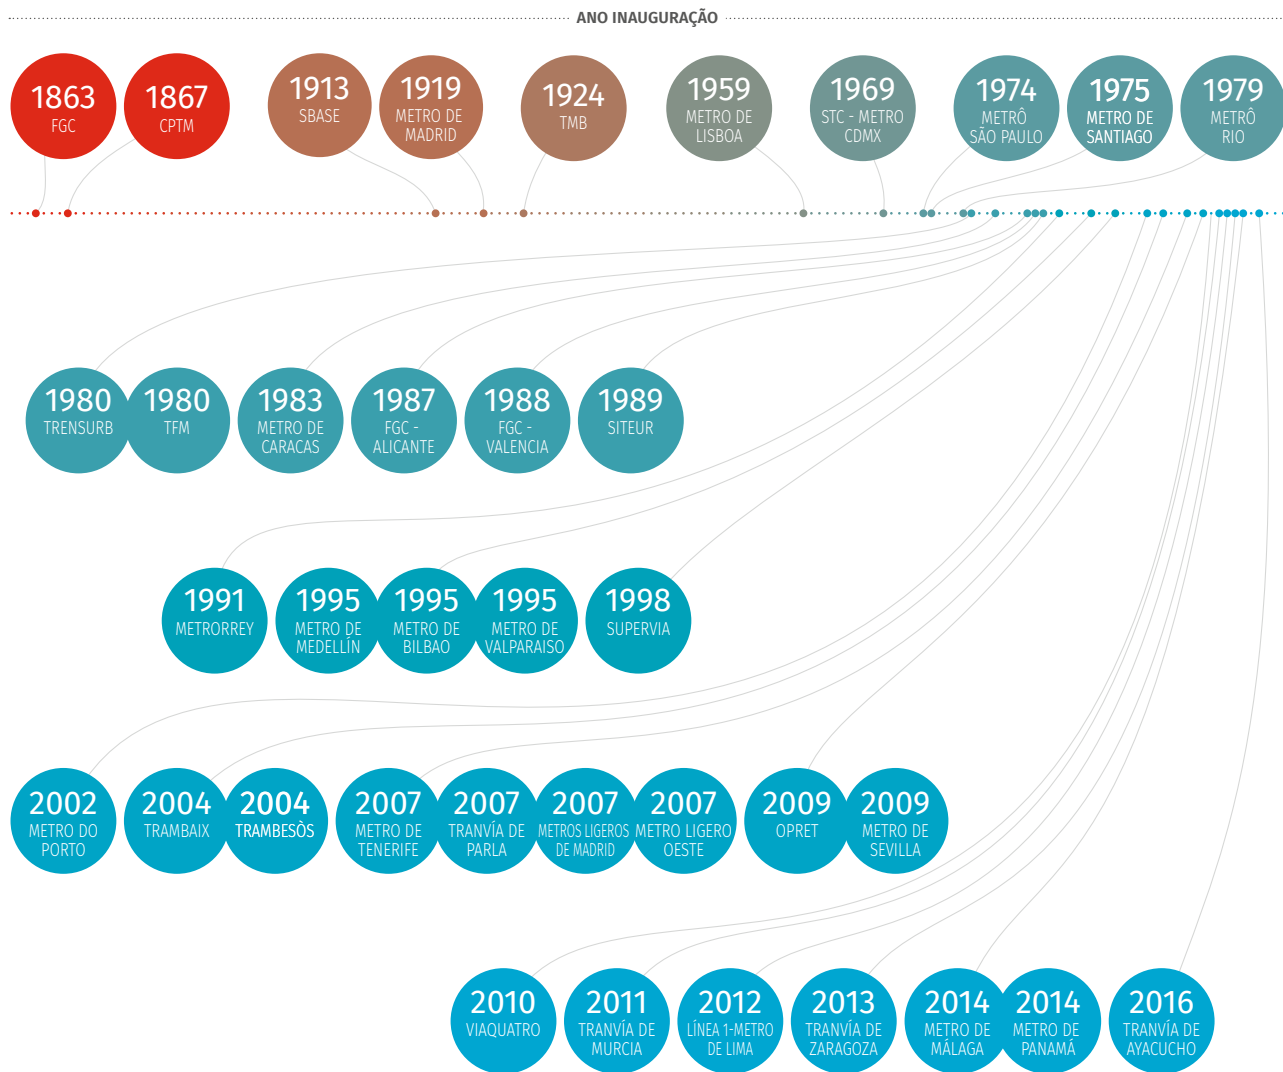 ANO INAUGURAÇÃO
1863
FGC
1867
CPTM
1913
SBASE
1919
METRO DE
MADRID
1924
TMB
1959
METRO DE
LISBOA
1969
STC - METRO
CDMX
1974
METRÔ
SÃO PAULO
1975
METRO DE
SANTIAGO
1979
METRÔ
RIO
1980
TRENSURB
1980
TFM
1983
METRO DE
CARACAS
1987
FGC -
ALICANTE
1988
FGC -
VALENCIA
1989
SITEUR
1991
METRORREY
1995
METRO DE
MEDELLÍN
1995
METRO DE
BILBAO
1995
METRO DE
VALPARAISO
1998
SUPERVIA
2002
METRO DO
PORTO
2004
TRAMBAIX
2004
TRAMBESÒS
2007
METRO DE
TENERIFE
2007
TRANVÍA DE
PARLA
2007
METROS LIGEROS
DE MADRID
2007
METRO LIGERO
OESTE
2009
OPRET
2009
METRO DE
SEVILLA
2010
VIAQUATRO
2011
TRANVÍA DE
MURCIA
2012
LÍNEA 1-METRO
DE LIMA
2013
TRANVÍA DE
ZARAGOZA
2014
METRO DE
MÁLAGA
2014
METRO DE
PANAMÁ
2016
TRANVÍA DE
AYACUCHO